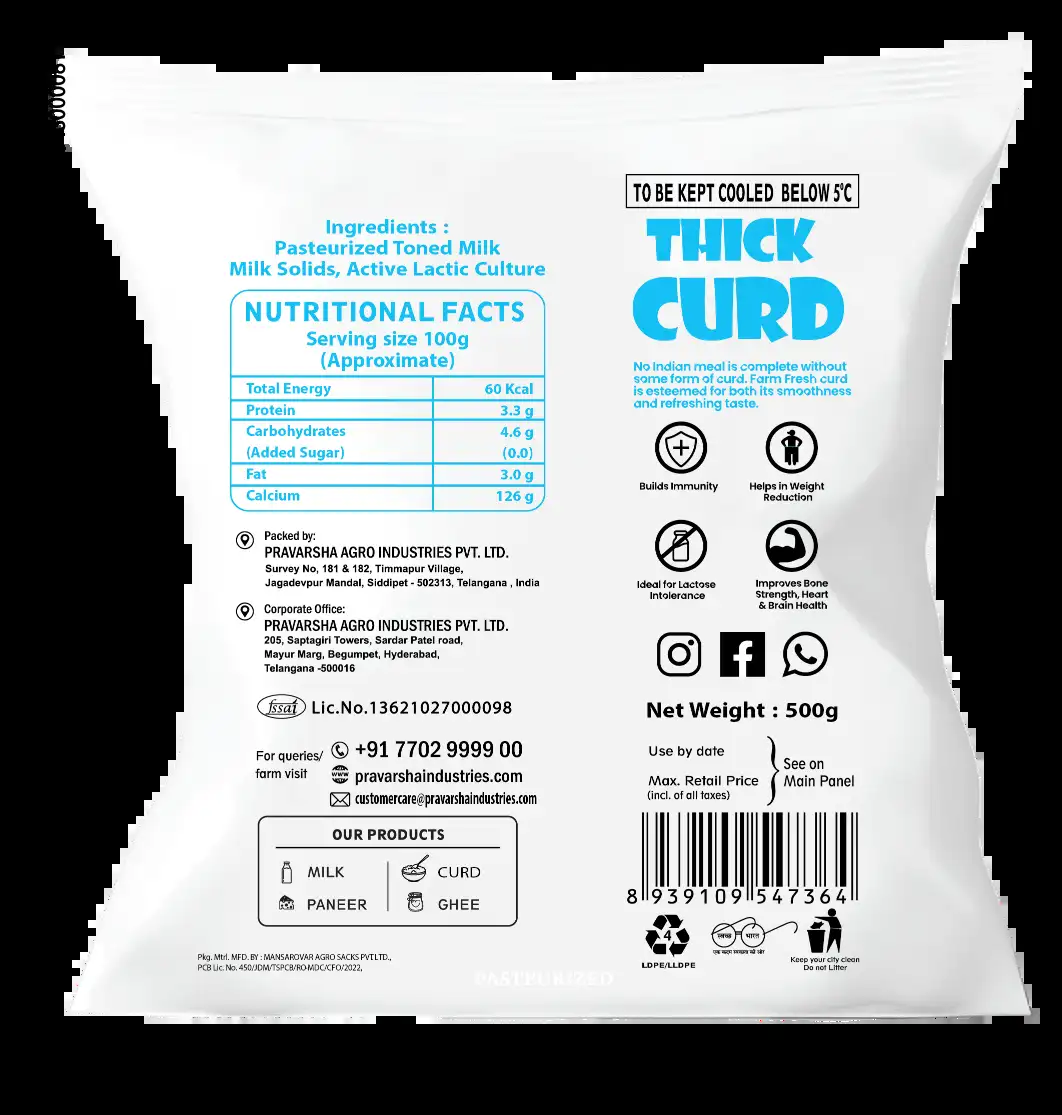 TO BE KEPT COOLED BELOW 5°C
THICK
CURD
No Indian meal is complete without
some form of curd. Farm Fresh curd
is esteemed for both its smoothness
and refreshing taste.
Builds Immunity
Helps in Weight
Reduction
Ideal for Lactose
Intolerance
Improves Bone
Strength, Heart
& Brain Health
Net Weight : 500g
Use by date
Max. Retail Price
(incl. of all taxes)
See on
Main Panel
8 939109 547364
4
LDPE/LLDPE
स्वच्छ भारत
एक कदम स्वच्छता की ओर
Keep your city clean
Do not Litter
Ingredients :
Pasteurized Toned Milk
Milk Solids, Active Lactic Culture
NUTRITIONAL FACTS
Serving size 100g
(Approximate)
Total Energy 60 Kcal
Protein 3.3 g
Carbohydrates 4.6 g
(Added Sugar) (0.0)
Fat 3.0 g
Calcium 126 g
Packed by:
PRAVARSHA AGRO INDUSTRIES PVT. LTD.
Survey No, 181 & 182, Timmapur Village,
Jagadevpur Mandal, Siddipet - 502313, Telangana , India
Corporate Office:
PRAVARSHA AGRO INDUSTRIES PVT. LTD.
205, Saptagiri Towers, Sardar Patel road,
Mayur Marg, Begumpet, Hyderabad,
Telangana -500016
fssai Lic.No.13621027000098
For queries/
farm visit
+91 7702 9999 00
www pravarshaindustries.com
customercare@pravarshaindustries.com
OUR PRODUCTS
MILK
CURD
PANEER
GHEE
Pkg. Mtrl. MFD. BY : MANSAROVAR AGRO SACKS PVT.LTD.,
PCB Lic. No. 450/JDM/TSPCB/RO-MDC/CFO/2022,
PASTEURIZED